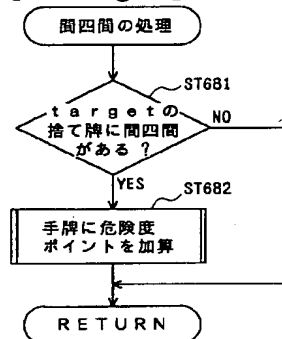 間四間の処理
ST681
targetの
捨て牌に間四間
がある?
NO
YES
ST682
手牌に危険度
ポイントを加算
RETURN